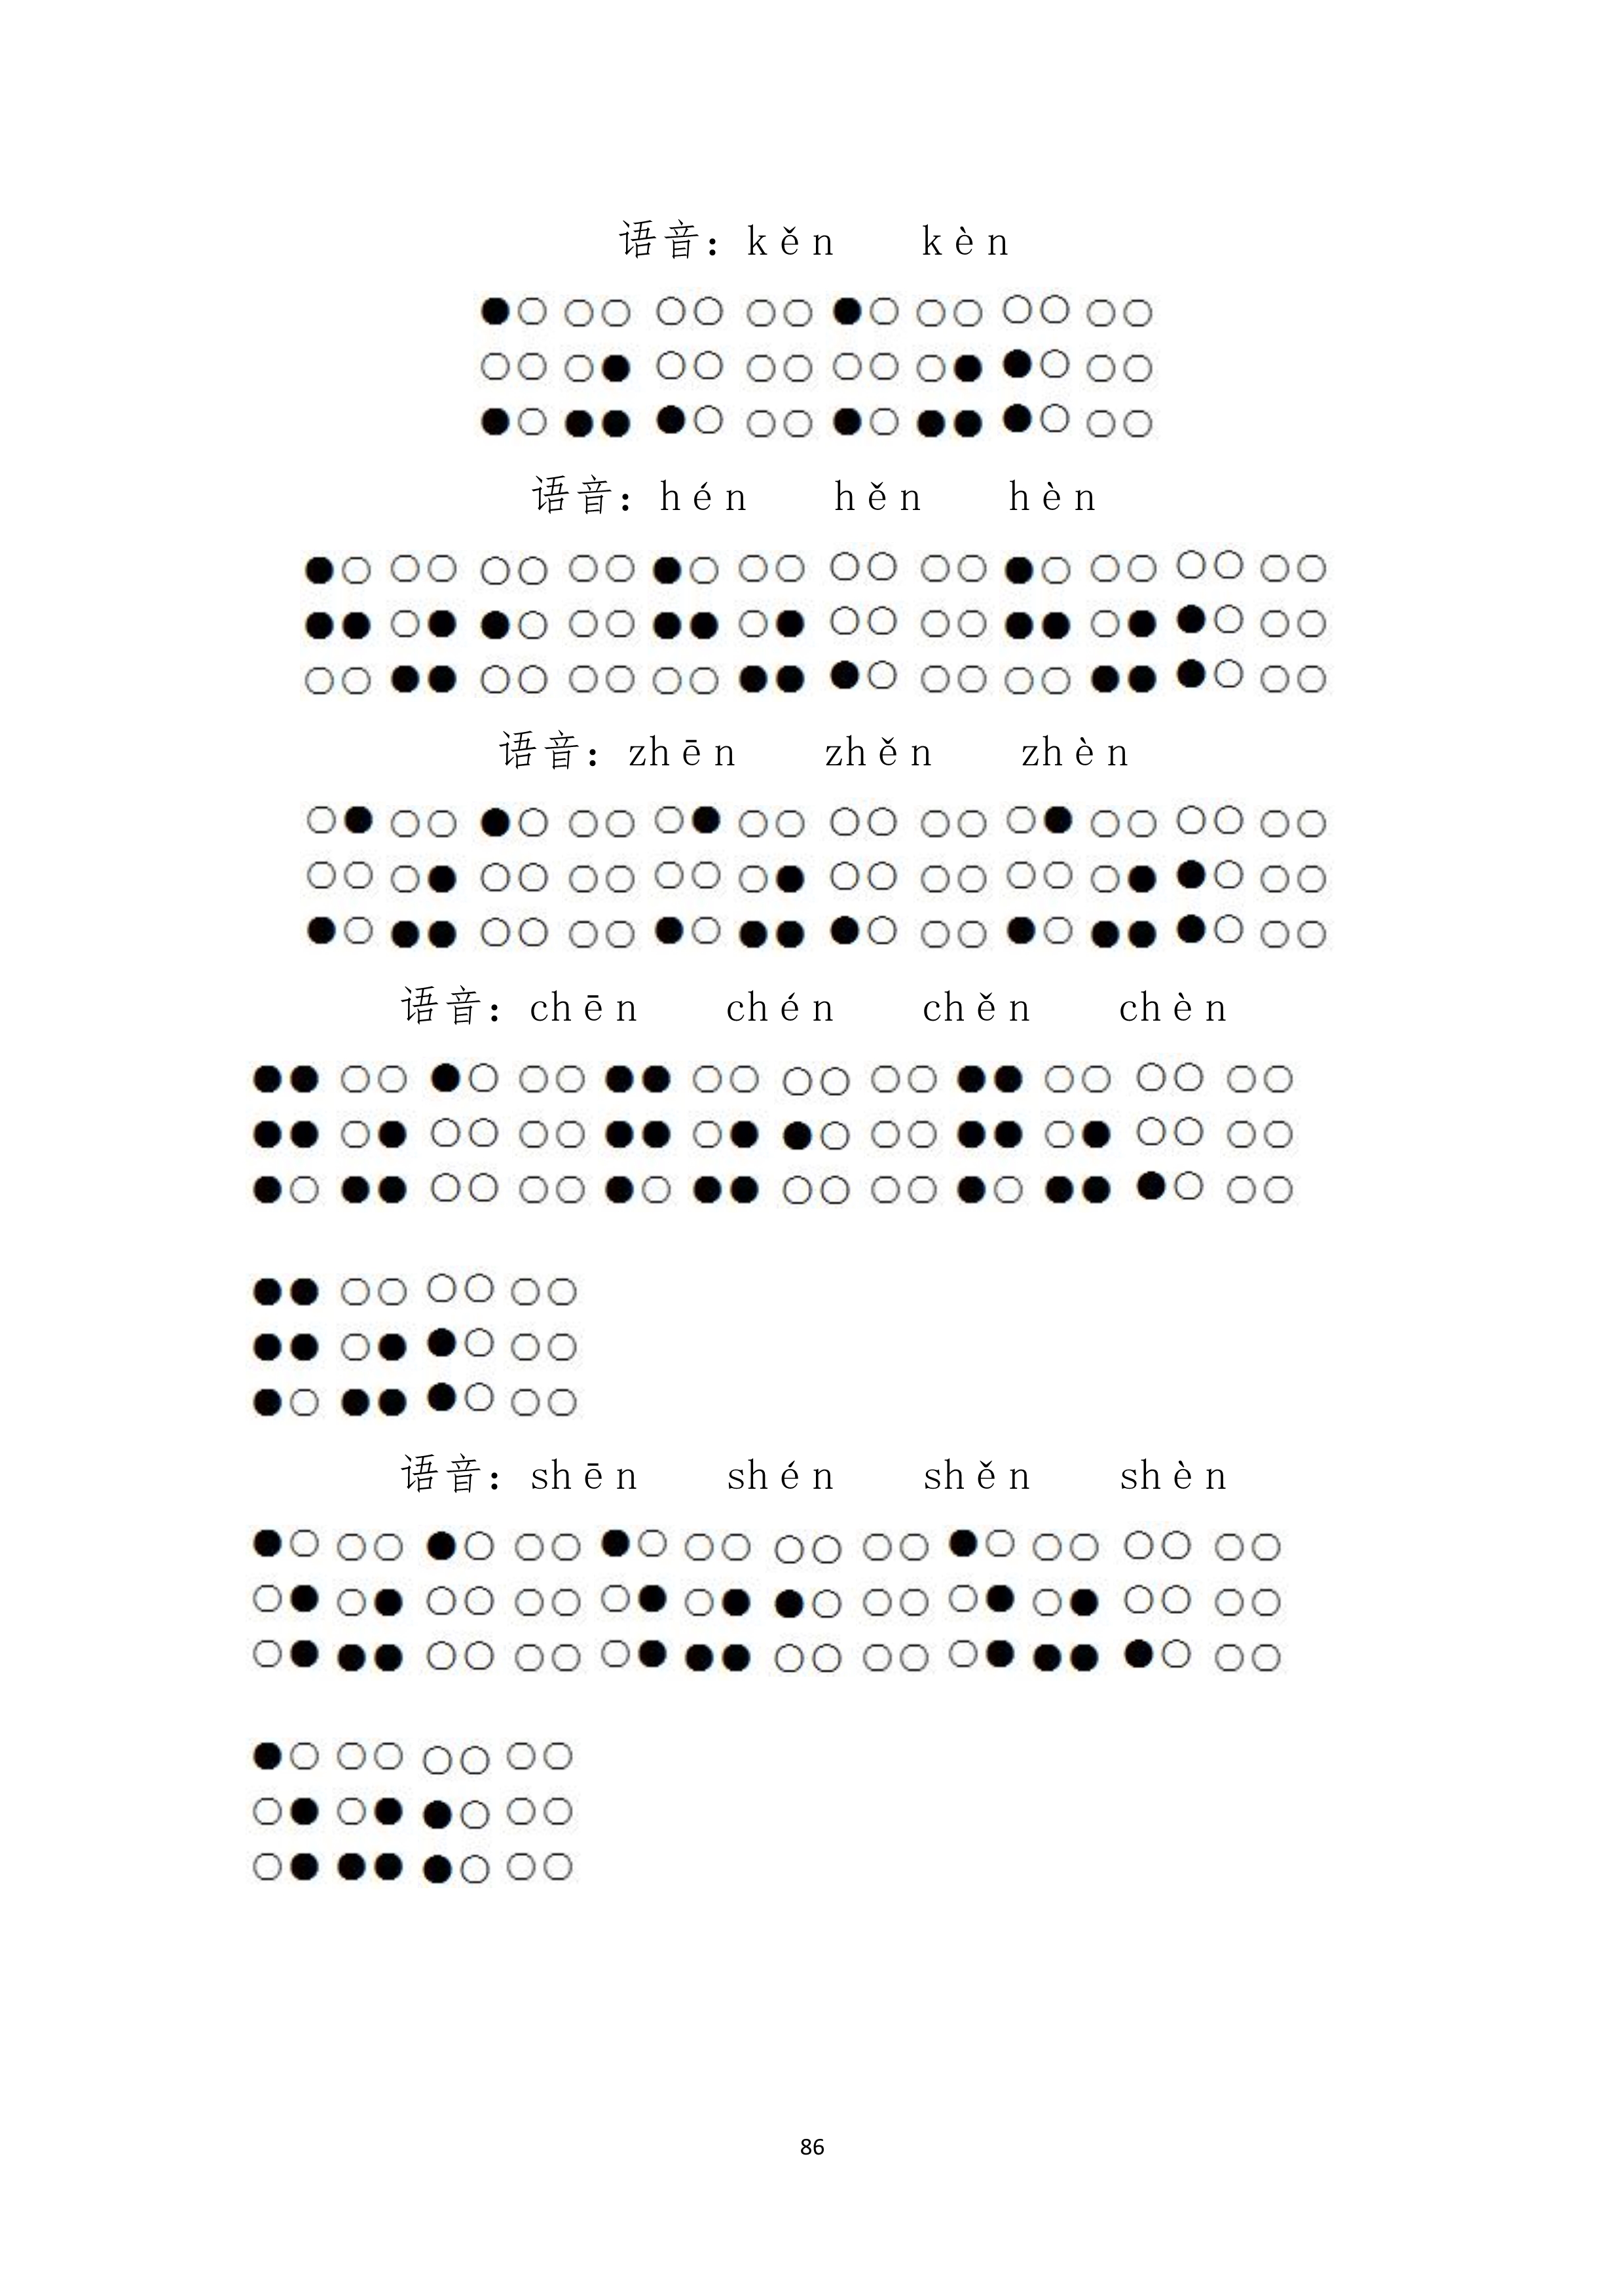 语音：kěn kèn
语音：hén hěn hèn
语音：zhēn zhěn zhèn
语音：chēn chén chěn chèn
语音：shēn shén shěn shèn
86